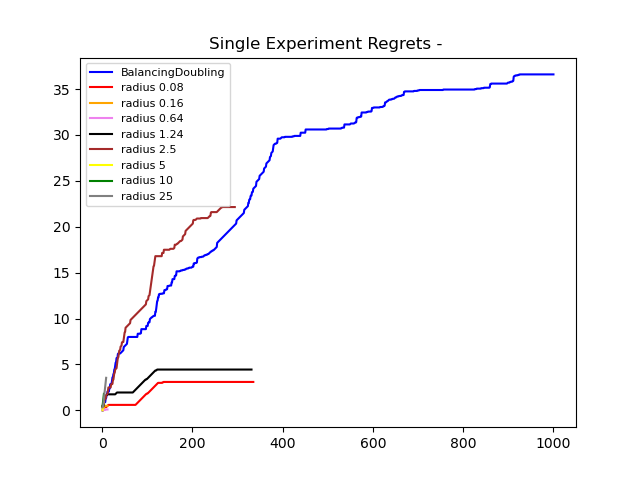 Single Experiment Regrets -
BalancingDoubling
radius 0.08
radius 0.16
radius 0.64
radius 1.24
radius 2.5
radius 5
radius 10
radius 25
35
30
25
20
15
10
5
0
0 200 400 600 800 1000